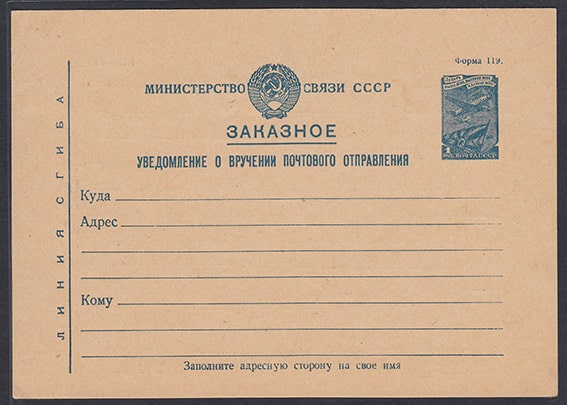 Форма 119.
МИНИСТЕРСТВО СВЯЗИ СССР
ЗАКАЗНОЕ
УВЕДОМЛЕНИЕ О ВРУЧЕНИИ ПОЧТОВОГО ОТПРАВЛЕНИЯ
1
ПОЧТА СССР
Куда
Адрес
Кому
Заполните адресную сторону на свое имя
ЛИНИЯ СГИБА